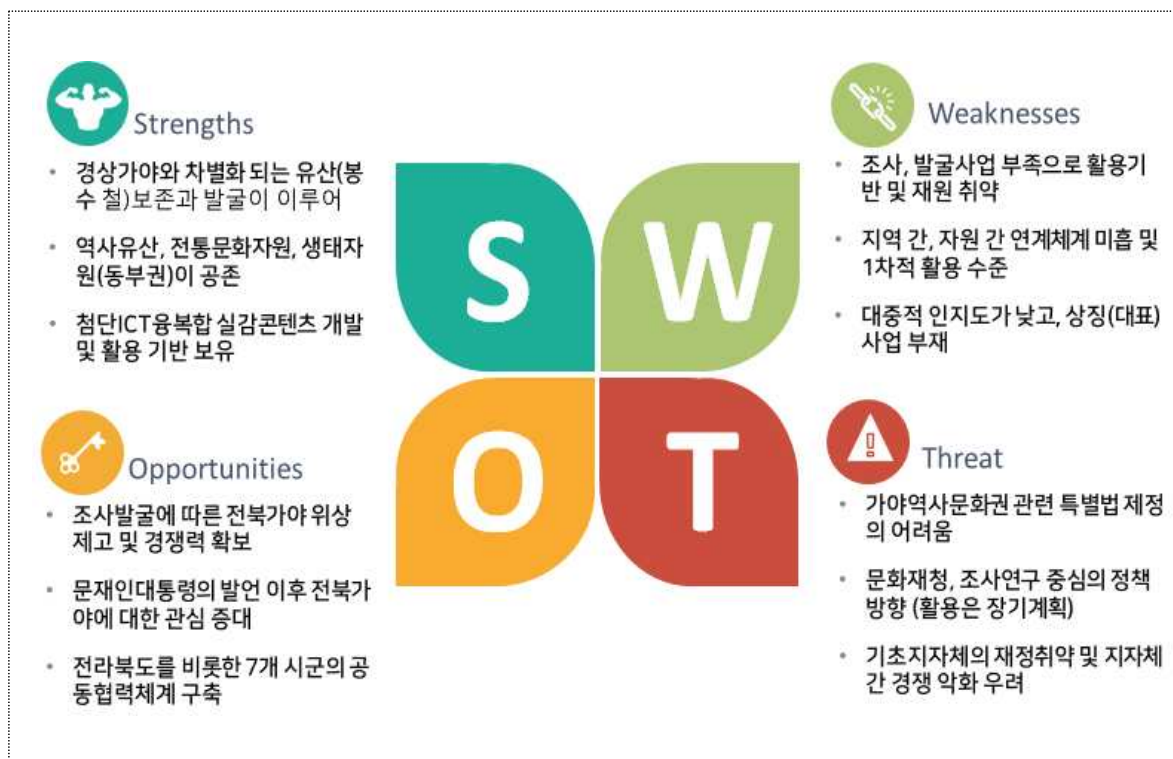 Strengths
• 경상가야와 차별화 되는 유산(봉
수 철)보존과 발굴이 이루어
• 역사유산, 전통문화자원, 생태자
원(동부권)이 공존
• 첨단ICT융복합 실감콘텐츠 개발
및 활용 기반 보유
Weaknesses
• 조사, 발굴사업 부족으로 활용기
반 및 재원 취약
• 지역 간, 자원 간 연계체계 미흡 및
1차적 활용 수준
• 대중적 인지도가 낮고, 상징(대표)
사업 부재
S W
O T
Opportunities
• 조사발굴에 따른 전북가야 위상
제고 및 경쟁력 확보
• 문재인대통령의 발언 이후 전북가
야에 대한 관심 증대
• 전라북도를 비롯한 7개 시군의 공
동협력체계 구축
Threat
• 가야역사문화권 관련 특별법 제정
의 어려움
• 문화재청, 조사연구 중심의 정책
방향 (활용은 장기계획)
• 기초지자체의 재정취약 및 지자체
간 경쟁 악화 우려